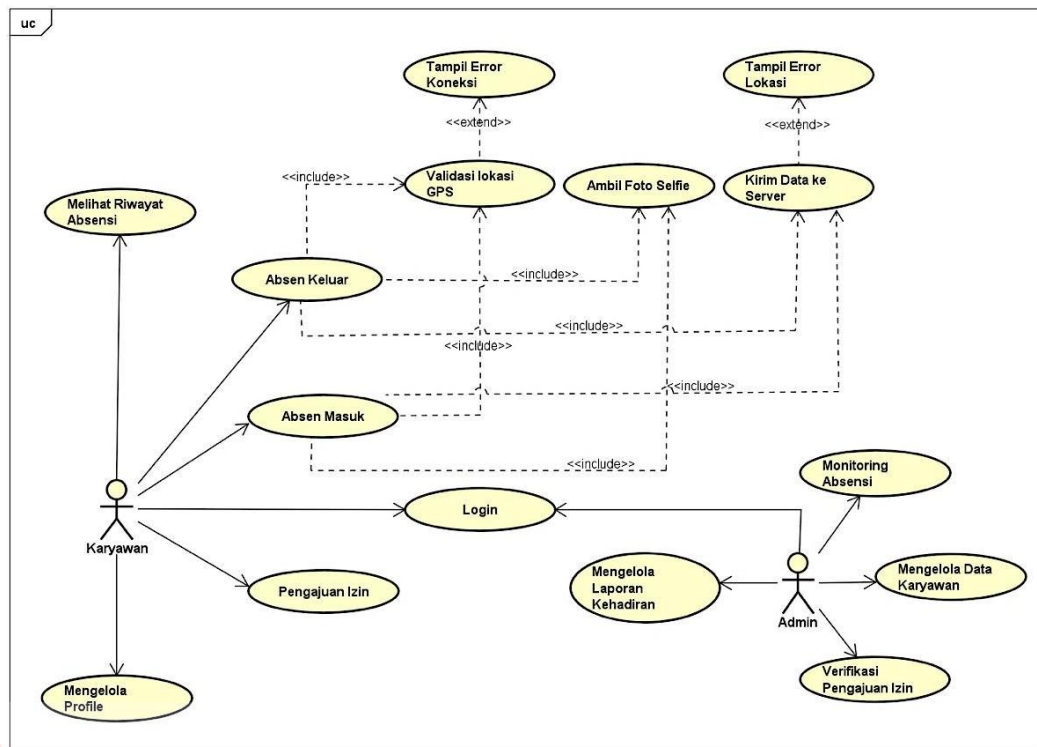 uc
Tampil Error
Koneksi
Tampil Error
Lokasi
<<extend>>
<<extend>>
<<include>>
Validasi lokasi
GPS
Ambil Foto Selfie
Kirim Data ke
Server
Melihat Riwayat
Absensi
Absen Keluar
<<include>>
<<include>>
<<include>>
<<include>>
Absen Masuk
<<include>>
Monitoring
Absensi
Login
Karyawan
Pengajuan Izin
Mengelola
Laporan
Kehadiran
Mengelola Data
Karyawan
Admin
Verifikasi
Pengajuan Izin
Mengelola
Profile